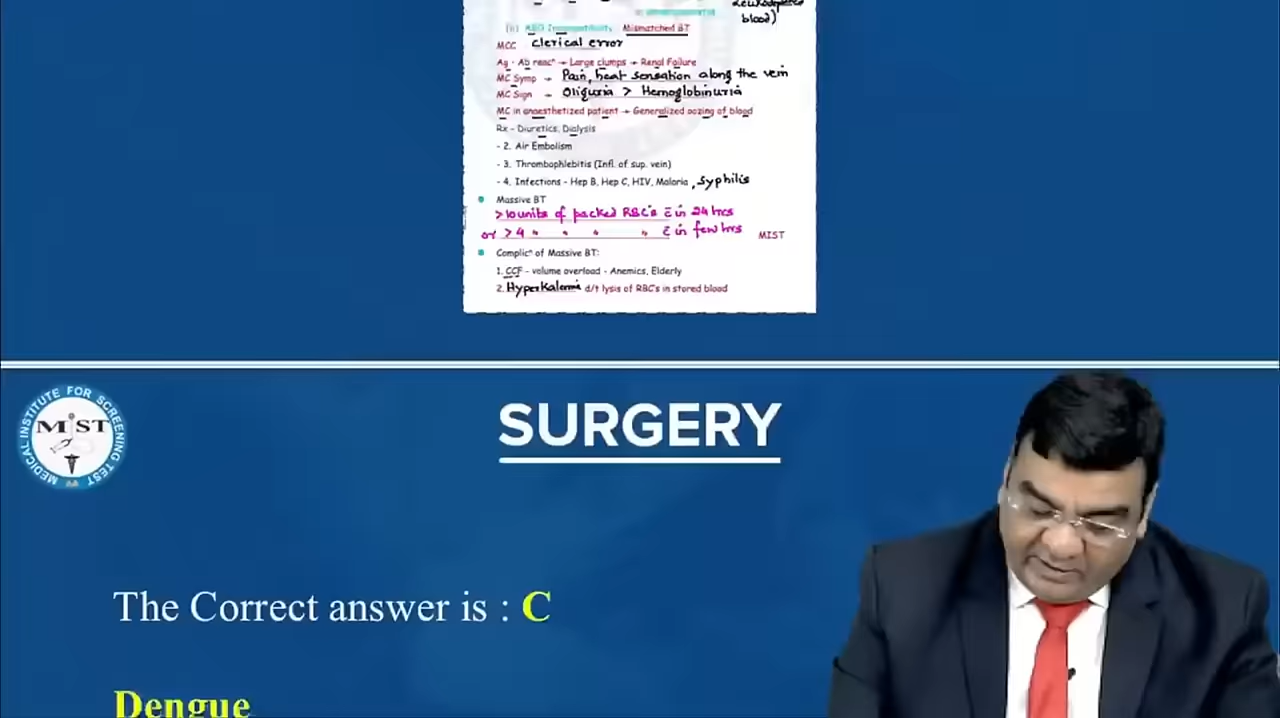 blood)
(b) ABO Incompatibility Mismatched BT
MCC clerical error
Ag - Ab reacⁿ → Large clumps → Renal Failure
MC Symp → Pain, heat sensation along the vein
MC Sign → Oliguria > Hemoglobinuria
MC in anaesthetized patient → Generalized oozing of blood
Rx - Diuretics, Dialysis
- 2. Air Embolism
- 3. Thrombophlebitis (Infl. of sup. vein)
- 4. Infections - Hep B, Hep C, HIV, Malaria, Syphilis
Massive BT
>10 units of packed RBC's c̄ in 24 hrs
or >4 " " " " c̄ in few hrs MIST
Complicⁿ of Massive BT:
1. CCF - volume overload - Anemics, Elderly
2. Hyperkalemia d/t lysis of RBC's in stored blood
MEDICAL INSTITUTE FOR SCREENING TEST
MIST
SURGERY
The Correct answer is : C
Dengue